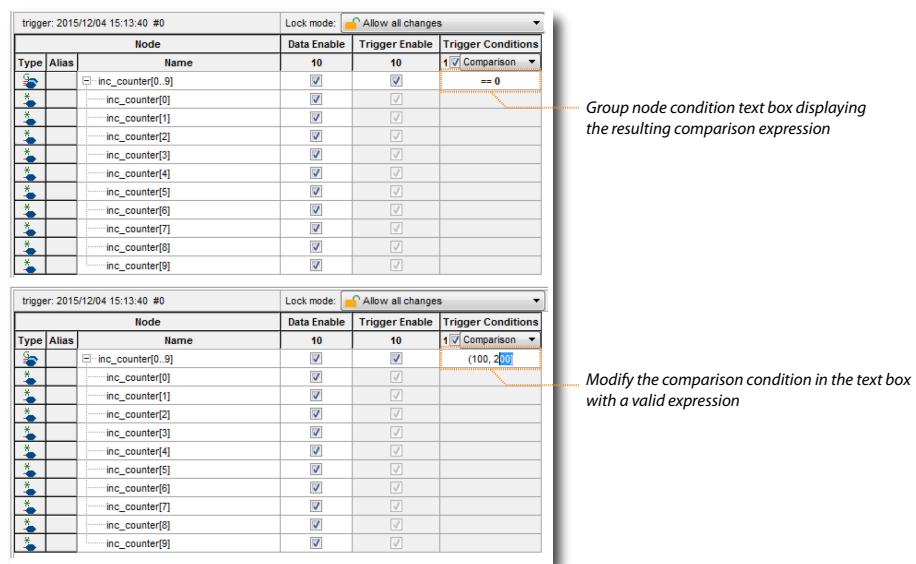 trigger: 2015/12/04 15:13:40 #0 Lock mode: Allow all changes
Node Data Enable Trigger Enable Trigger Conditions
Type Alias Name 10 10 1 Comparison
inc_counter[0..9] == 0
inc_counter[0]
inc_counter[1]
inc_counter[2]
inc_counter[3]
inc_counter[4]
inc_counter[5]
inc_counter[6]
inc_counter[7]
inc_counter[8]
inc_counter[9]
Group node condition text box displaying
the resulting comparison expression
trigger: 2015/12/04 15:13:40 #0 Lock mode: Allow all changes
Node Data Enable Trigger Enable Trigger Conditions
Type Alias Name 10 10 1 Comparison
inc_counter[0..9] (100, 200)
inc_counter[0]
inc_counter[1]
inc_counter[2]
inc_counter[3]
inc_counter[4]
inc_counter[5]
inc_counter[6]
inc_counter[7]
inc_counter[8]
inc_counter[9]
Modify the comparison condition in the text box
with a valid expression